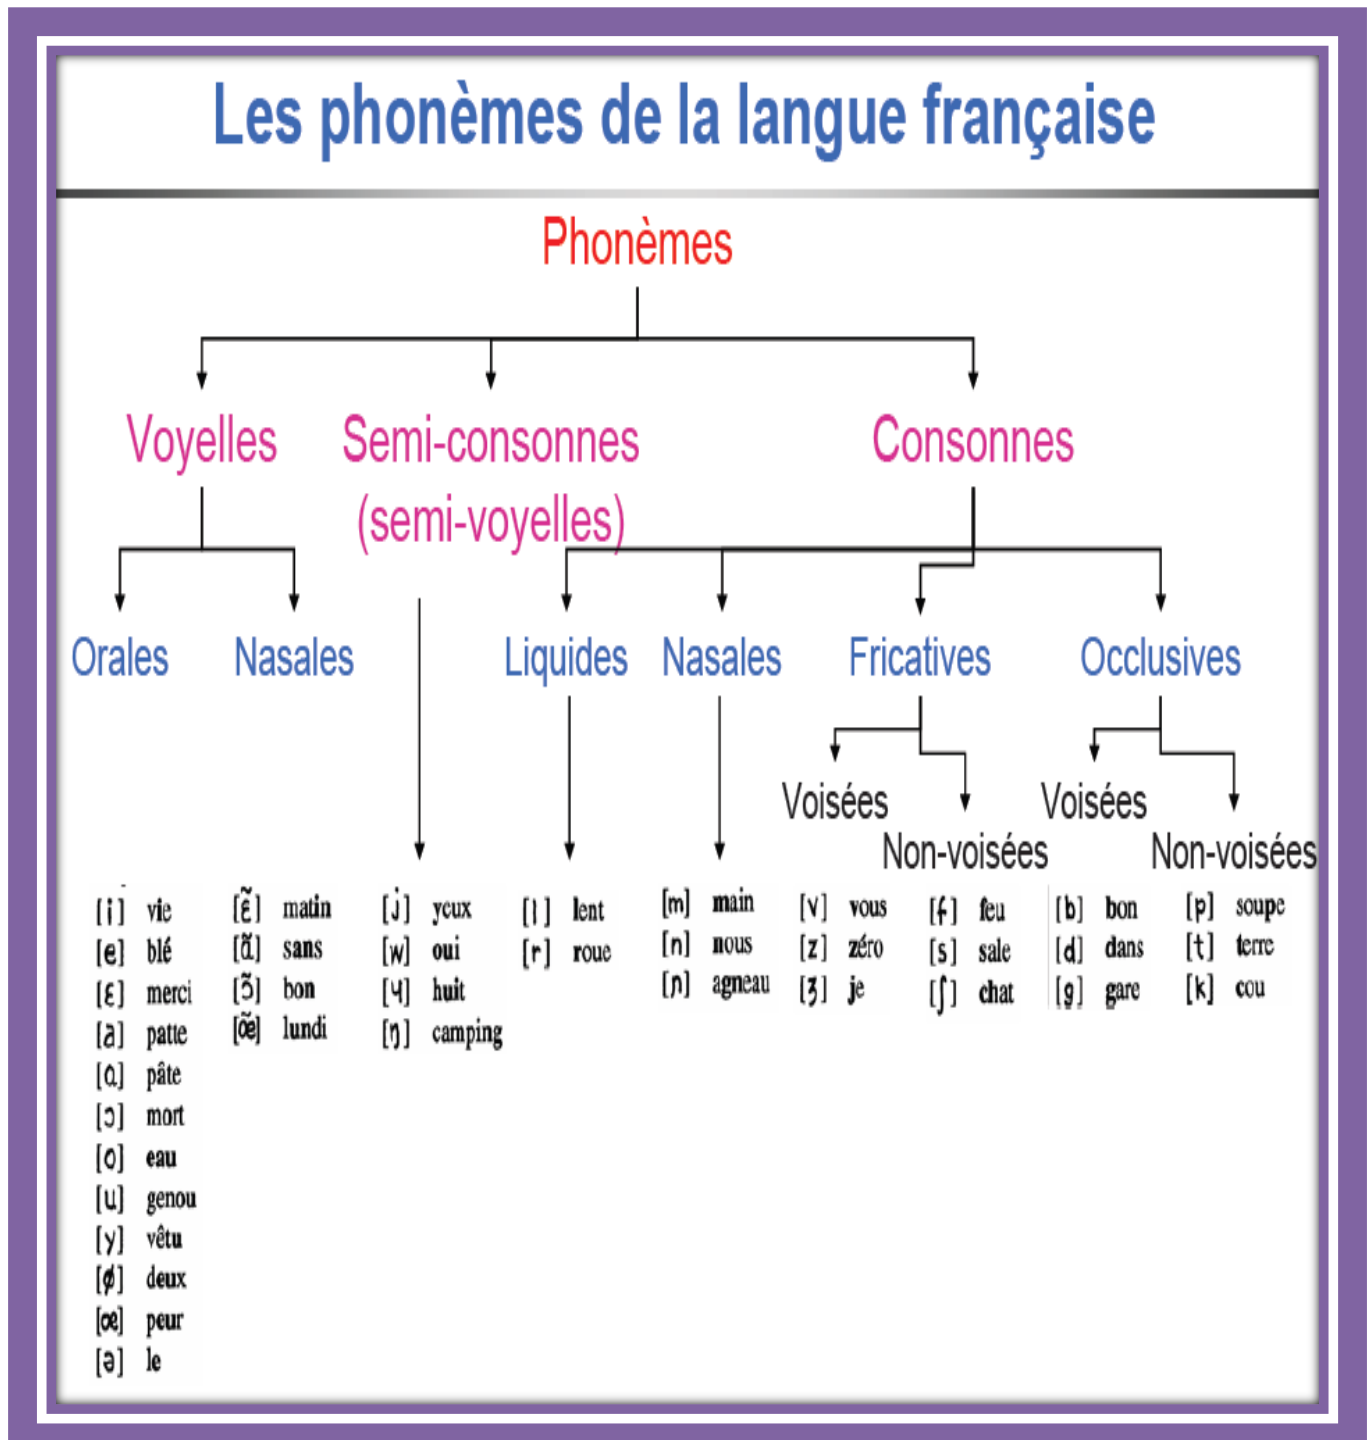 Les phonèmes de la langue française
Phonèmes
Voyelles Semi-consonnes Consonnes
(semi-voyelles)
Orales Nasales Liquides Nasales Fricatives Occlusives
Voisées Voisées
Non-voisées Non-voisées
[i] vie [ɛ̃] matin [j] yeux [l] lent [m] main [v] vous [f] feu [b] bon [p] soupe
[e] blé [ɑ̃] sans [w] oui [r] roue [n] nous [z] zéro [s] sale [d] dans [t] terre
[ɛ] merci [ɔ̃] bon [ɥ] huit [ɲ] agneau [ʒ] je [ʃ] chat [g] gare [k] cou
[a] patte [œ̃] lundi [ŋ] camping
[ɑ] pâte
[ɔ] mort
[o] eau
[u] genou
[y] vêtu
[ø] deux
[œ] peur
[ə] le